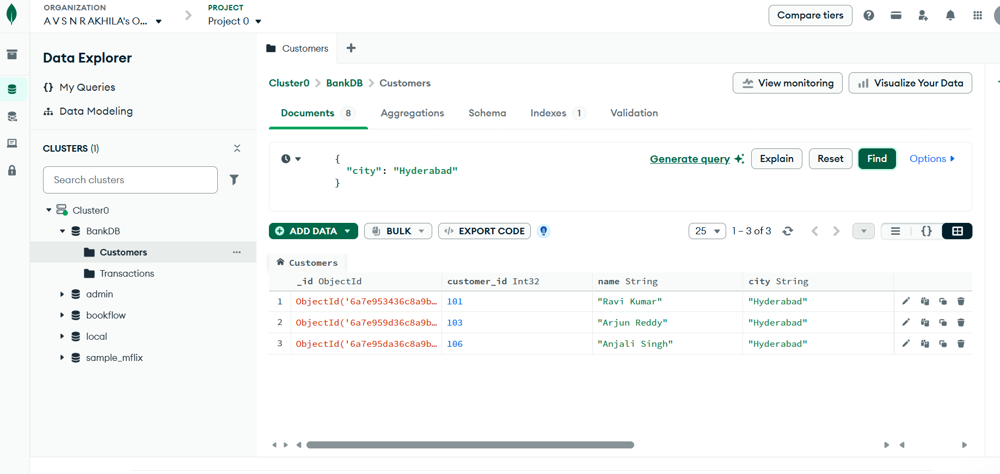 ORGANIZATION
A V S N R AKHILA's O...
PROJECT
Project 0
Compare tiers
Data Explorer
{} My Queries
Data Modeling
CLUSTERS (1)
Search clusters
Cluster0
BankDB
Customers
Transactions
admin
bookflow
local
sample_mflix
Customers
Cluster0 > BankDB > Customers
View monitoring
Visualize Your Data
Documents 8
Aggregations
Schema
Indexes 1
Validation
{
"city": "Hyderabad"
}
Generate query
Explain
Reset
Find
Options
ADD DATA
BULK
</> EXPORT CODE
25
1 – 3 of 3
{}
Customers
_id ObjectId customer_id Int32 name String city String
1 ObjectId('6a7e953436c8a9b… 101 "Ravi Kumar" "Hyderabad"
2 ObjectId('6a7e959d36c8a9b… 103 "Arjun Reddy" "Hyderabad"
3 ObjectId('6a7e95da36c8a9b… 106 "Anjali Singh" "Hyderabad"